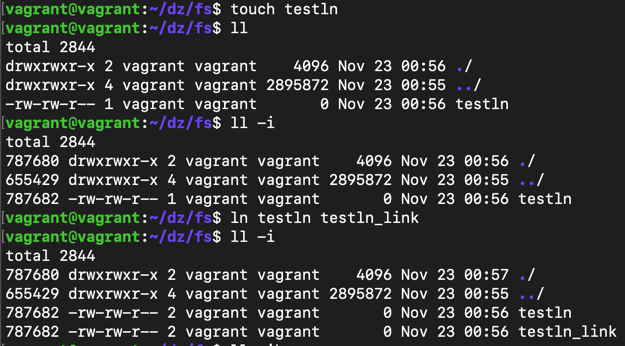 [vagrant@vagrant:~/dz/fs$ touch testln
[vagrant@vagrant:~/dz/fs$ ll
total 2844
drwxrwxr-x 2 vagrant vagrant    4096 Nov 23 00:56 ./
drwxrwxr-x 4 vagrant vagrant 2895872 Nov 23 00:55 ../
-rw-rw-r-- 1 vagrant vagrant       0 Nov 23 00:56 testln
[vagrant@vagrant:~/dz/fs$ ll -i
total 2844
787680 drwxrwxr-x 2 vagrant vagrant    4096 Nov 23 00:56 ./
655429 drwxrwxr-x 4 vagrant vagrant 2895872 Nov 23 00:55 ../
787682 -rw-rw-r-- 1 vagrant vagrant       0 Nov 23 00:56 testln
[vagrant@vagrant:~/dz/fs$ ln testln testln_link
[vagrant@vagrant:~/dz/fs$ ll -i
total 2844
787680 drwxrwxr-x 2 vagrant vagrant    4096 Nov 23 00:57 ./
655429 drwxrwxr-x 4 vagrant vagrant 2895872 Nov 23 00:55 ../
787682 -rw-rw-r-- 2 vagrant vagrant       0 Nov 23 00:56 testln
787682 -rw-rw-r-- 2 vagrant vagrant       0 Nov 23 00:56 testln_link